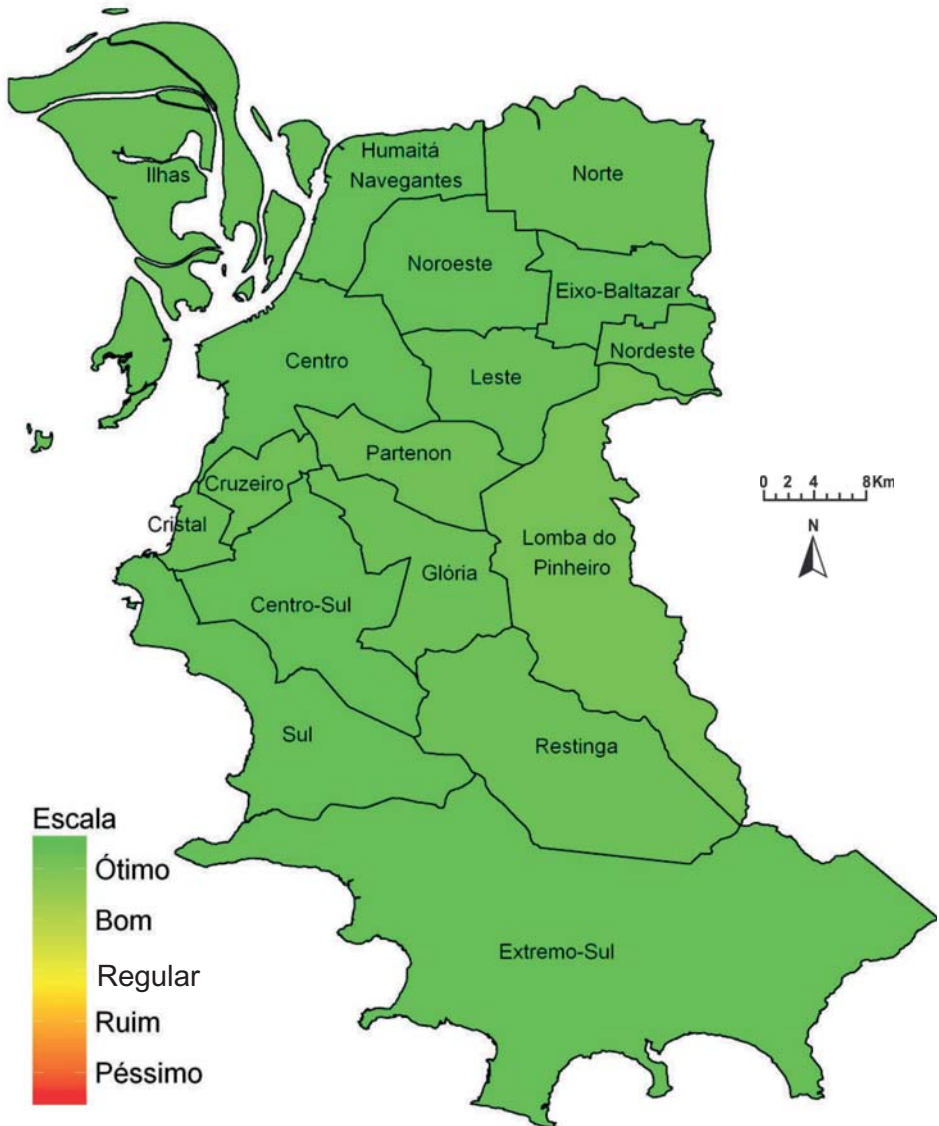 Ilhas
Humaitá
Navegantes
Norte
Noroeste
Eixo-Baltazar
Nordeste
Centro
Leste
Partenon
Cruzeiro
Cristal
0 2 4 8Km
N
Lomba do
Pinheiro
Glória
Centro-Sul
Sul
Restinga
Extremo-Sul
Escala
Ótimo
Bom
Regular
Ruim
Péssimo